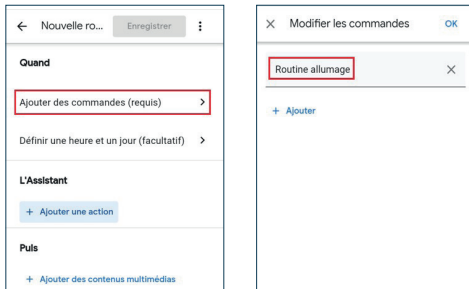 Nouvelle ro... Enregistrer
Quand
Ajouter des commandes (requis)
Définir une heure et un jour (facultatif)
L'Assistant
+ Ajouter une action
Puis
+ Ajouter des contenus multimédias
Modifier les commandes OK
Routine allumage
+ Ajouter